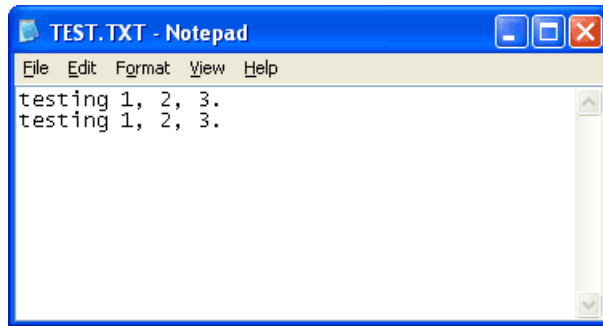 TEST.TXT - Notepad
File Edit Format View Help
testing 1, 2, 3.
testing 1, 2, 3.